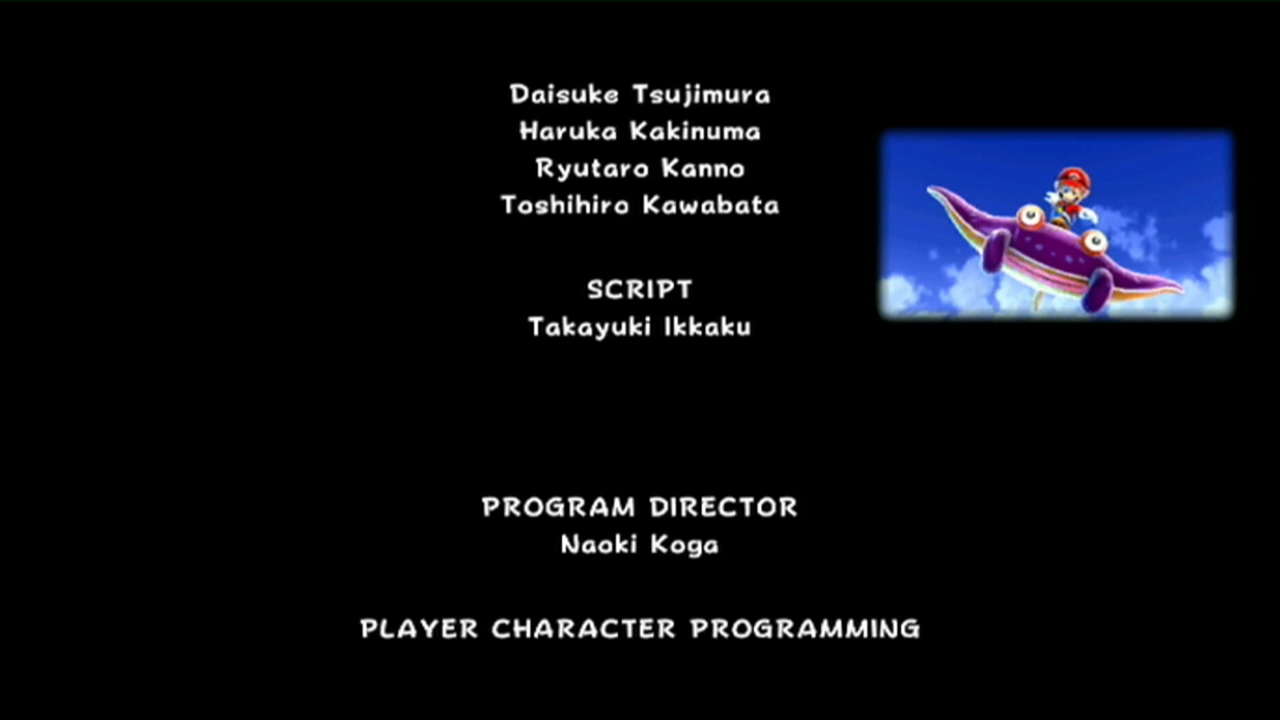 Daisuke Tsujimura
Haruka Kakinuma
Ryutaro Kanno
Toshihiro Kawabata
SCRIPT
Takayuki Ikkaku
PROGRAM DIRECTOR
Naoki Koga
PLAYER CHARACTER PROGRAMMING